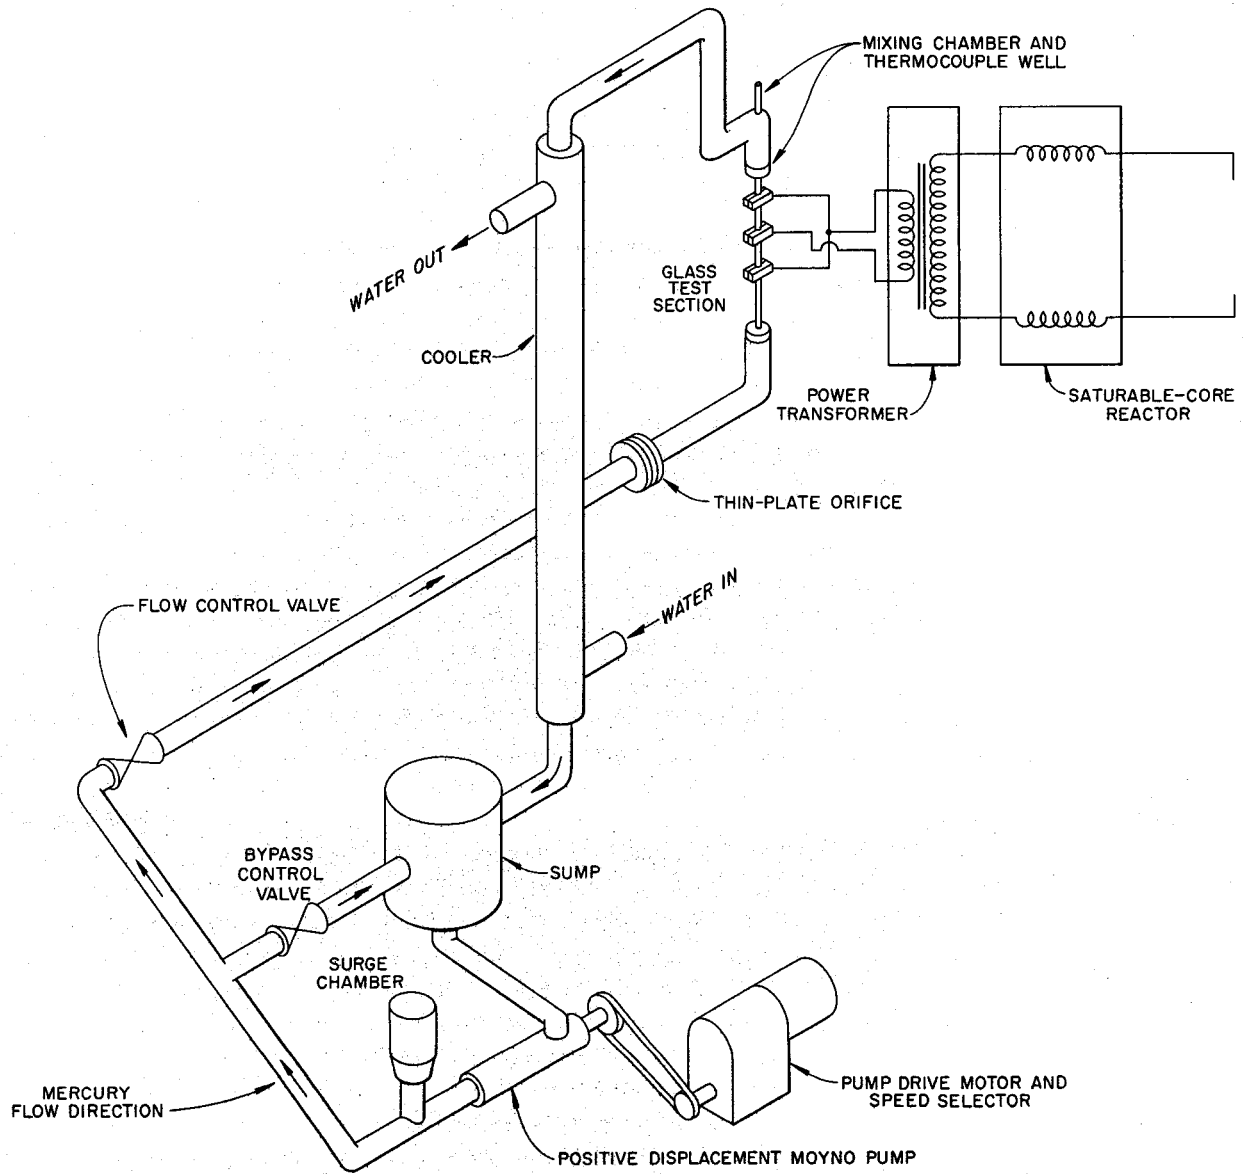 MIXING CHAMBER AND
THERMOCOUPLE WELL
WATER OUT
GLASS
TEST
SECTION
COOLER
POWER
TRANSFORMER
SATURABLE-CORE
REACTOR
THIN-PLATE ORIFICE
WATER IN
FLOW CONTROL VALVE
BYPASS
CONTROL
VALVE
SUMP
SURGE
CHAMBER
MERCURY
FLOW DIRECTION
PUMP DRIVE MOTOR AND
SPEED SELECTOR
POSITIVE DISPLACEMENT MOYNO PUMP